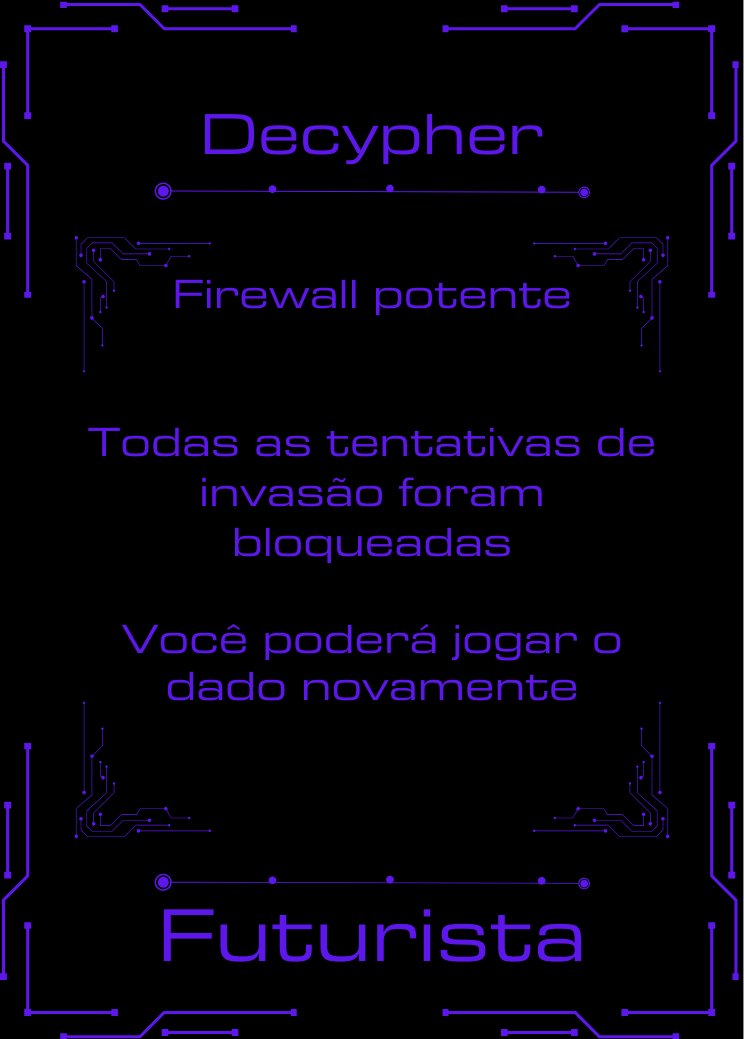 Decypher
Firewall potente
Todas as tentativas de
invasão foram
bloqueadas
Você poderá jogar o
dado novamente
Futurista